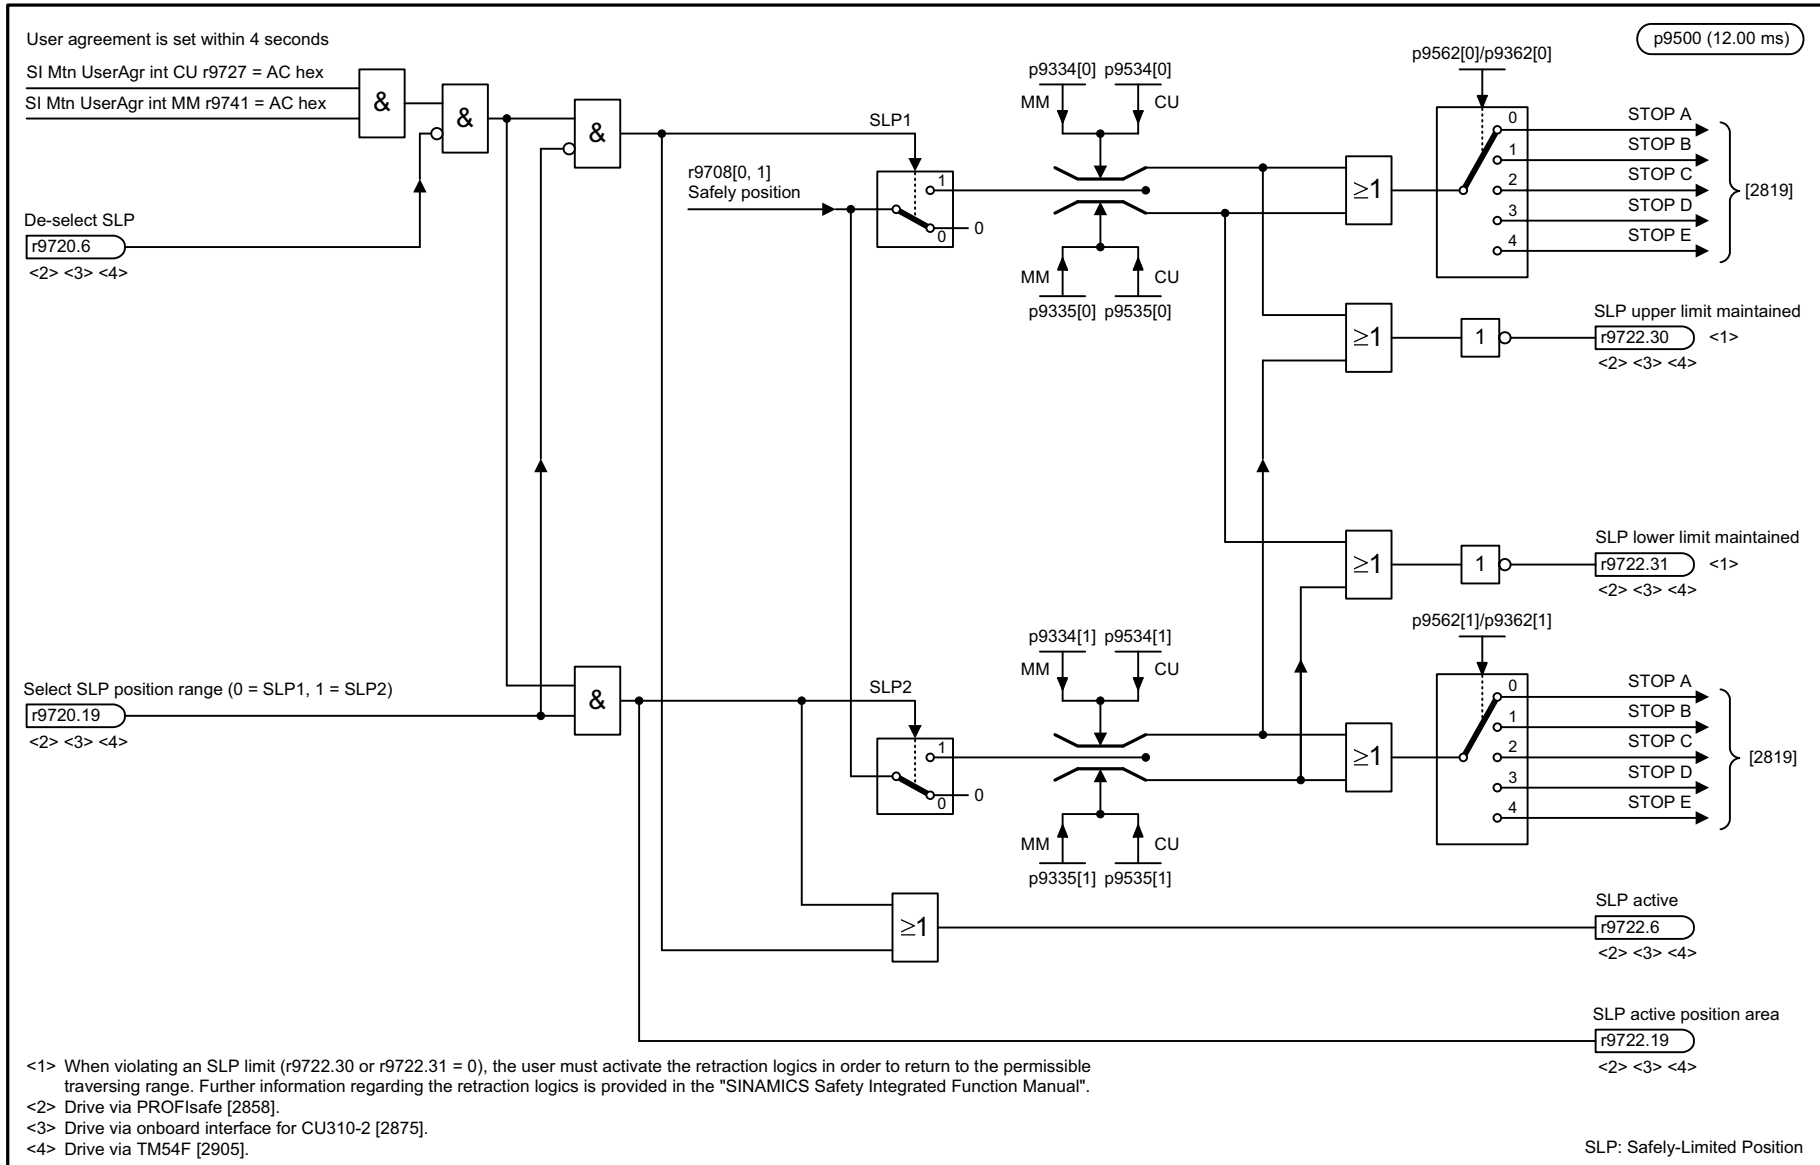 User agreement is set within 4 seconds
p9500 (12.00 ms)
SI Mtn UserAgr int CU r9727 = AC hex
SI Mtn UserAgr int MM r9741 = AC hex
&
&
&
De-select SLP
r9720.6
<2> <3> <4>
SLP1
r9708[0, 1]
Safely position
1
0
0
p9334[0] p9534[0]
MM CU
MM CU
p9335[0] p9535[0]
≥1
p9562[0]/p9362[0]
0 STOP A
1 STOP B
2 STOP C
3 STOP D
4 STOP E
[2819]
≥1
1
SLP upper limit maintained
r9722.30 <1>
<2> <3> <4>
≥1
1
SLP lower limit maintained
r9722.31 <1>
<2> <3> <4>
Select SLP position range (0 = SLP1, 1 = SLP2)
r9720.19
<2> <3> <4>
&
SLP2
1
0
0
p9334[1] p9534[1]
MM CU
MM CU
p9335[1] p9535[1]
≥1
p9562[1]/p9362[1]
0 STOP A
1 STOP B
2 STOP C
3 STOP D
4 STOP E
[2819]
≥1
SLP active
r9722.6
<2> <3> <4>
SLP active position area
r9722.19
<2> <3> <4>
<1> When violating an SLP limit (r9722.30 or r9722.31 = 0), the user must activate the retraction logics in order to return to the permissible
traversing range. Further information regarding the retraction logics is provided in the "SINAMICS Safety Integrated Function Manual".
<2> Drive via PROFIsafe [2858].
<3> Drive via onboard interface for CU310-2 [2875].
<4> Drive via TM54F [2905].
SLP: Safely-Limited Position